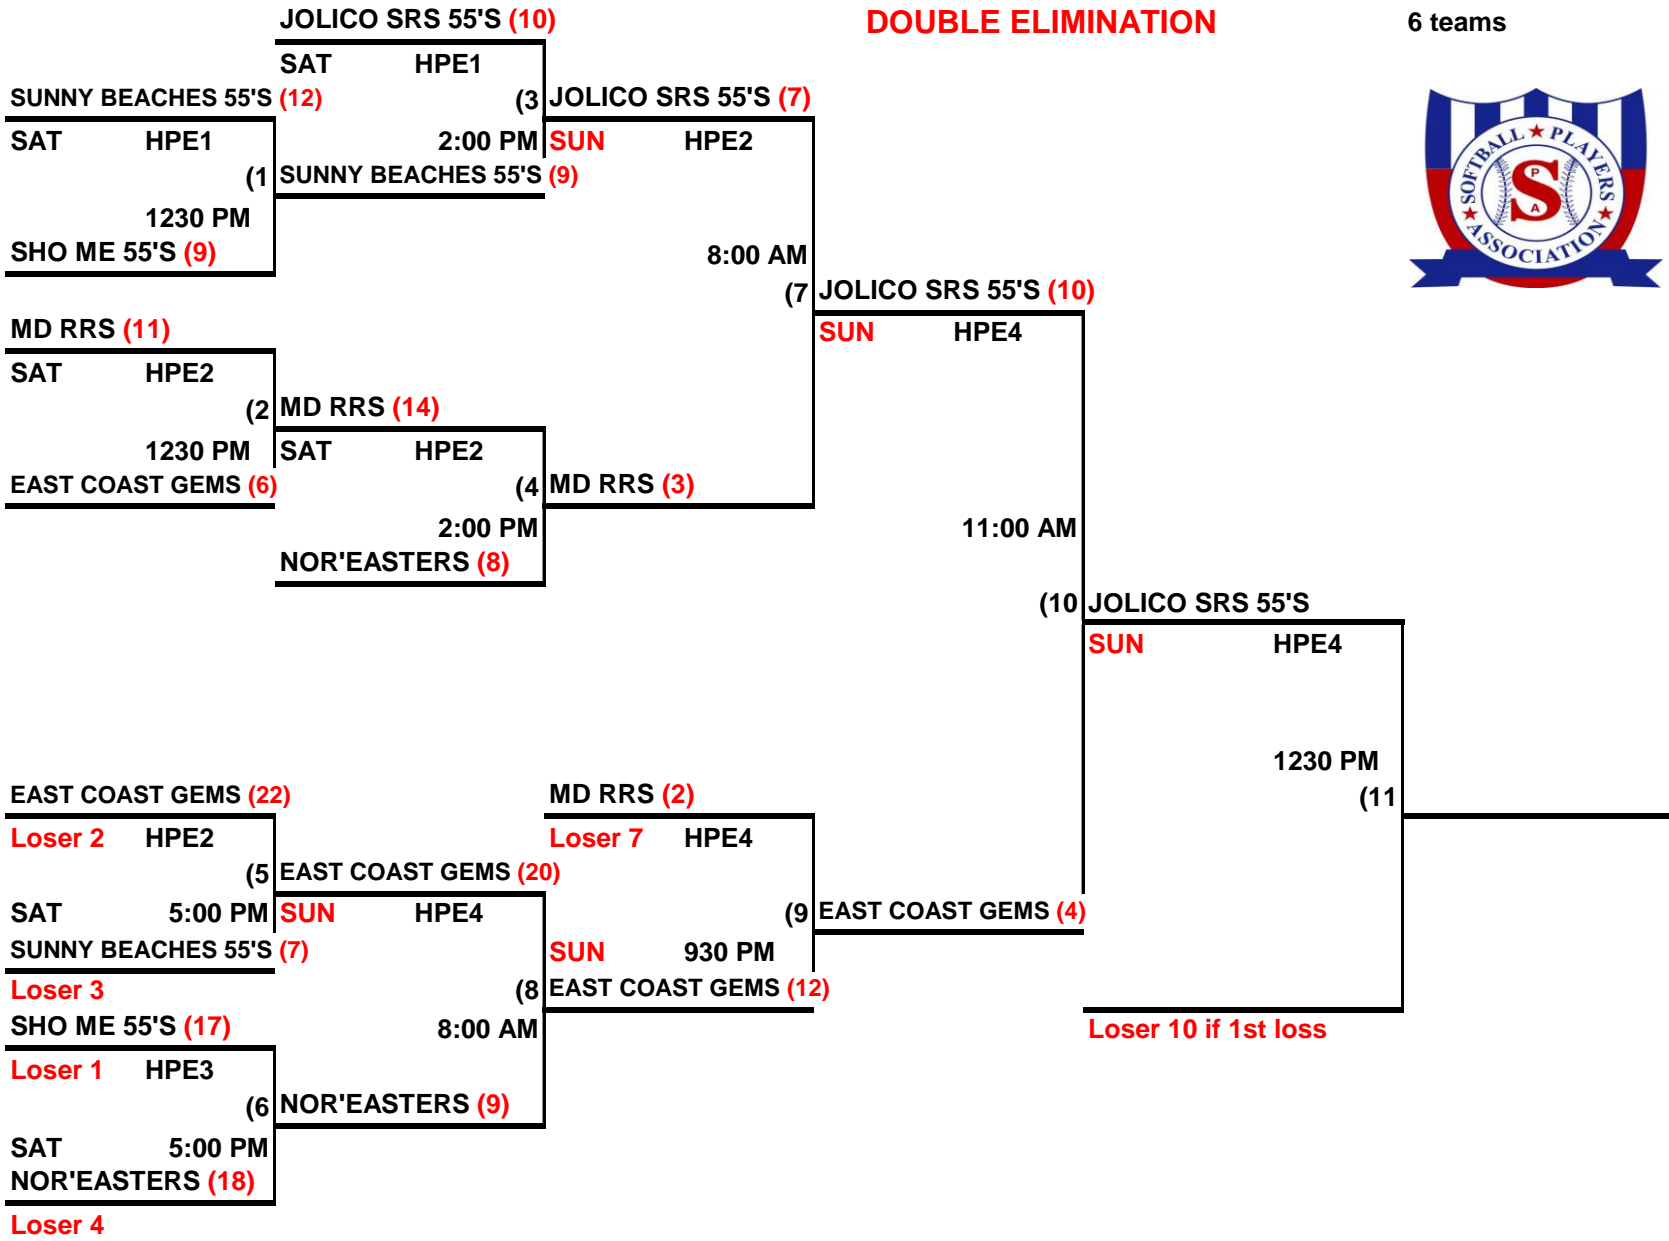 JOLICO SRS 55'S (10)
DOUBLE ELIMINATION
6 teams
SAT HPE1
SUNNY BEACHES 55'S (12)
(3 JOLICO SRS 55'S (7)
SAT HPE1
2:00 PM SUN HPE2
(1 SUNNY BEACHES 55'S (9)
1230 PM
SHO ME 55'S (9)
8:00 AM
SOFTBALL ★ PLAYERS ★ ASSOCIATION ★
P
S
A
(7 JOLICO SRS 55'S (10)
MD RRS (11)
SUN HPE4
SAT HPE2
(2 MD RRS (14)
1230 PM SAT HPE2
EAST COAST GEMS (6)
(4 MD RRS (3)
2:00 PM
11:00 AM
NOR'EASTERS (8)
(10 JOLICO SRS 55'S
SUN HPE4
1230 PM
EAST COAST GEMS (22)
MD RRS (2)
(11
Loser 2 HPE2
Loser 7 HPE4
(5 EAST COAST GEMS (20)
SAT 5:00 PM SUN HPE4
(9 EAST COAST GEMS (4)
SUNNY BEACHES 55'S (7)
SUN 930 PM
Loser 3
(8 EAST COAST GEMS (12)
SHO ME 55'S (17)
8:00 AM
Loser 10 if 1st loss
Loser 1 HPE3
(6 NOR'EASTERS (9)
SAT 5:00 PM
NOR'EASTERS (18)
Loser 4